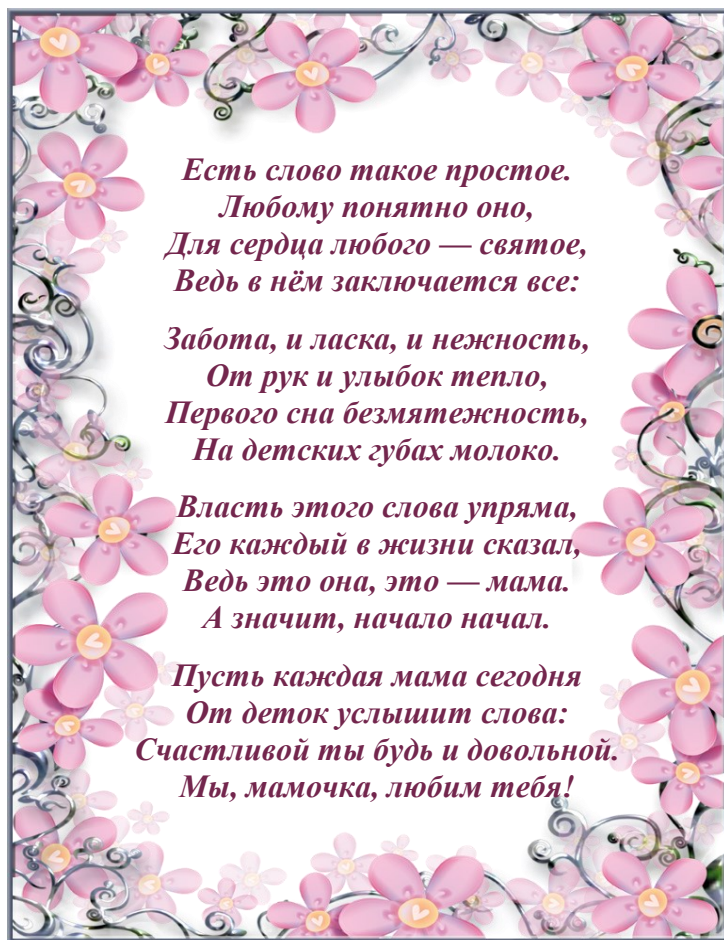 Есть слово такое простое.
Любому понятно оно,
Для сердца любого — святое,
Ведь в нём заключается все:
Забота, и ласка, и нежность,
От рук и улыбок тепло,
Первого сна безмятежность,
На детских губах молоко.
Власть этого слова упряма,
Его каждый в жизни сказал,
Ведь это она, это — мама.
А значит, начало начал.
Пусть каждая мама сегодня
От деток услышит слова:
Счастливой ты будь и довольной.
Мы, мамочка, любим тебя!